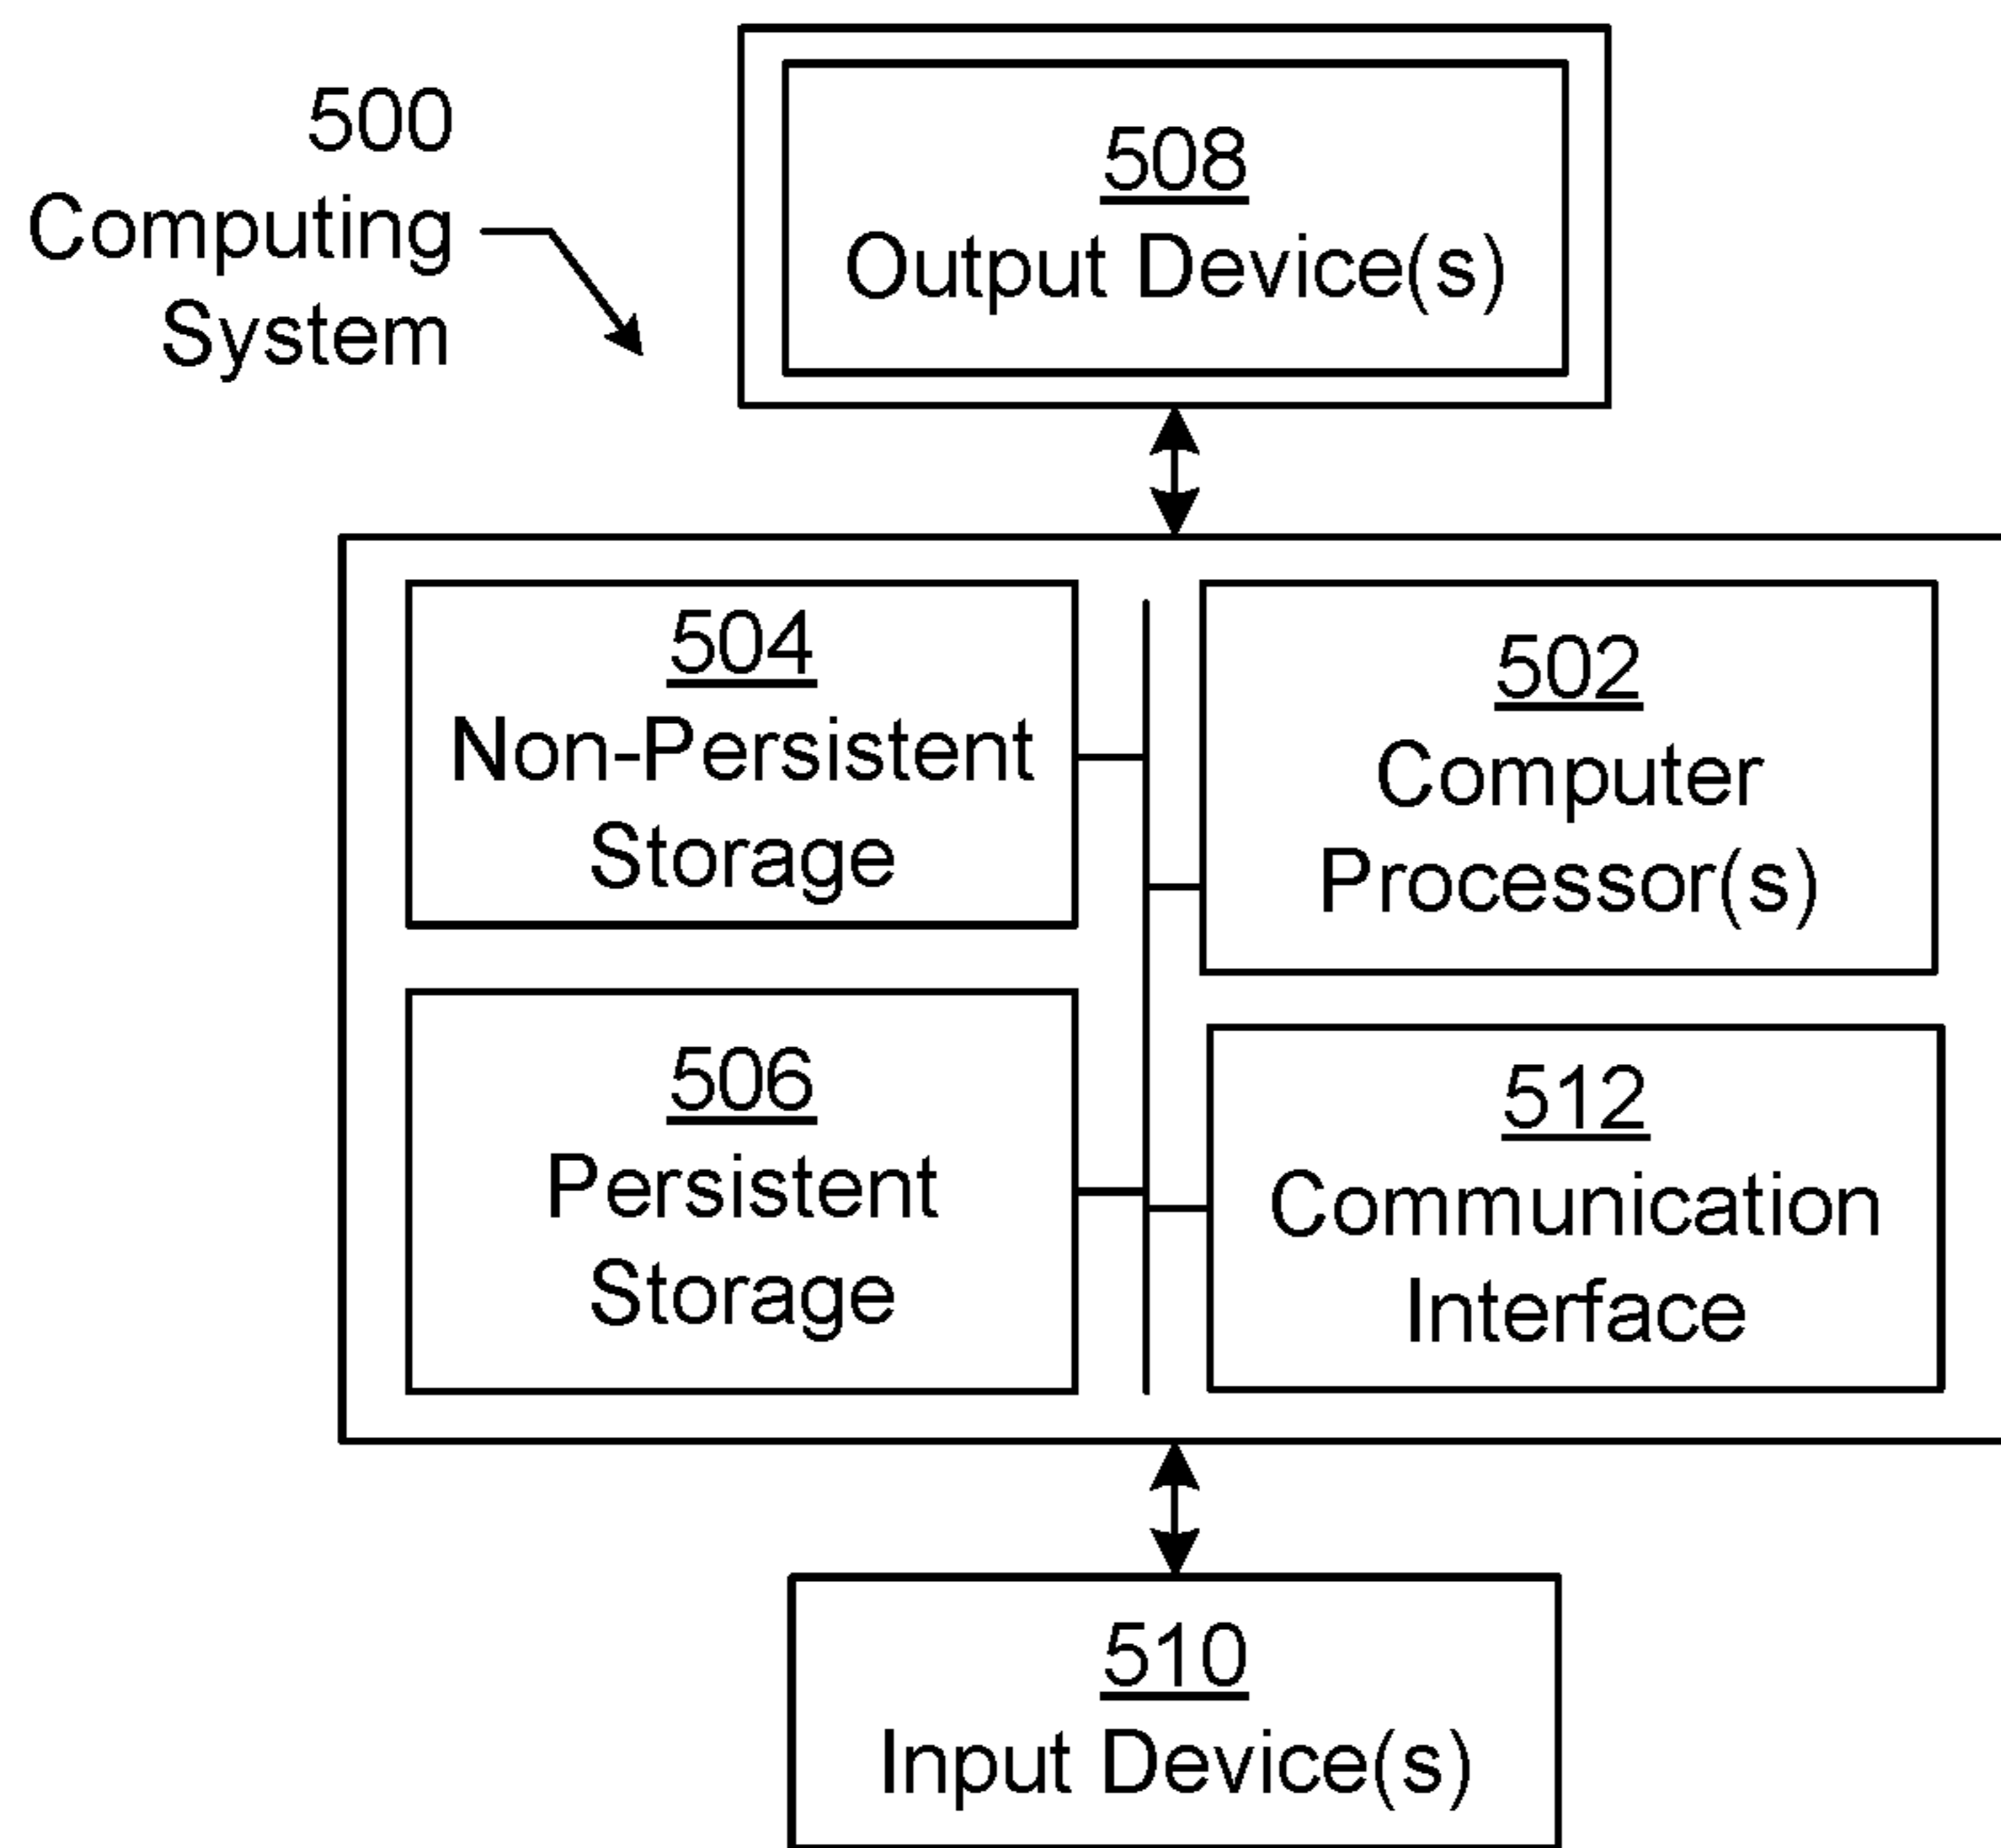 500
Computing
System
508
Output Device(s)
504
Non-Persistent
Storage
502
Computer
Processor(s)
506
Persistent
Storage
512
Communication
Interface
510
Input Device(s)